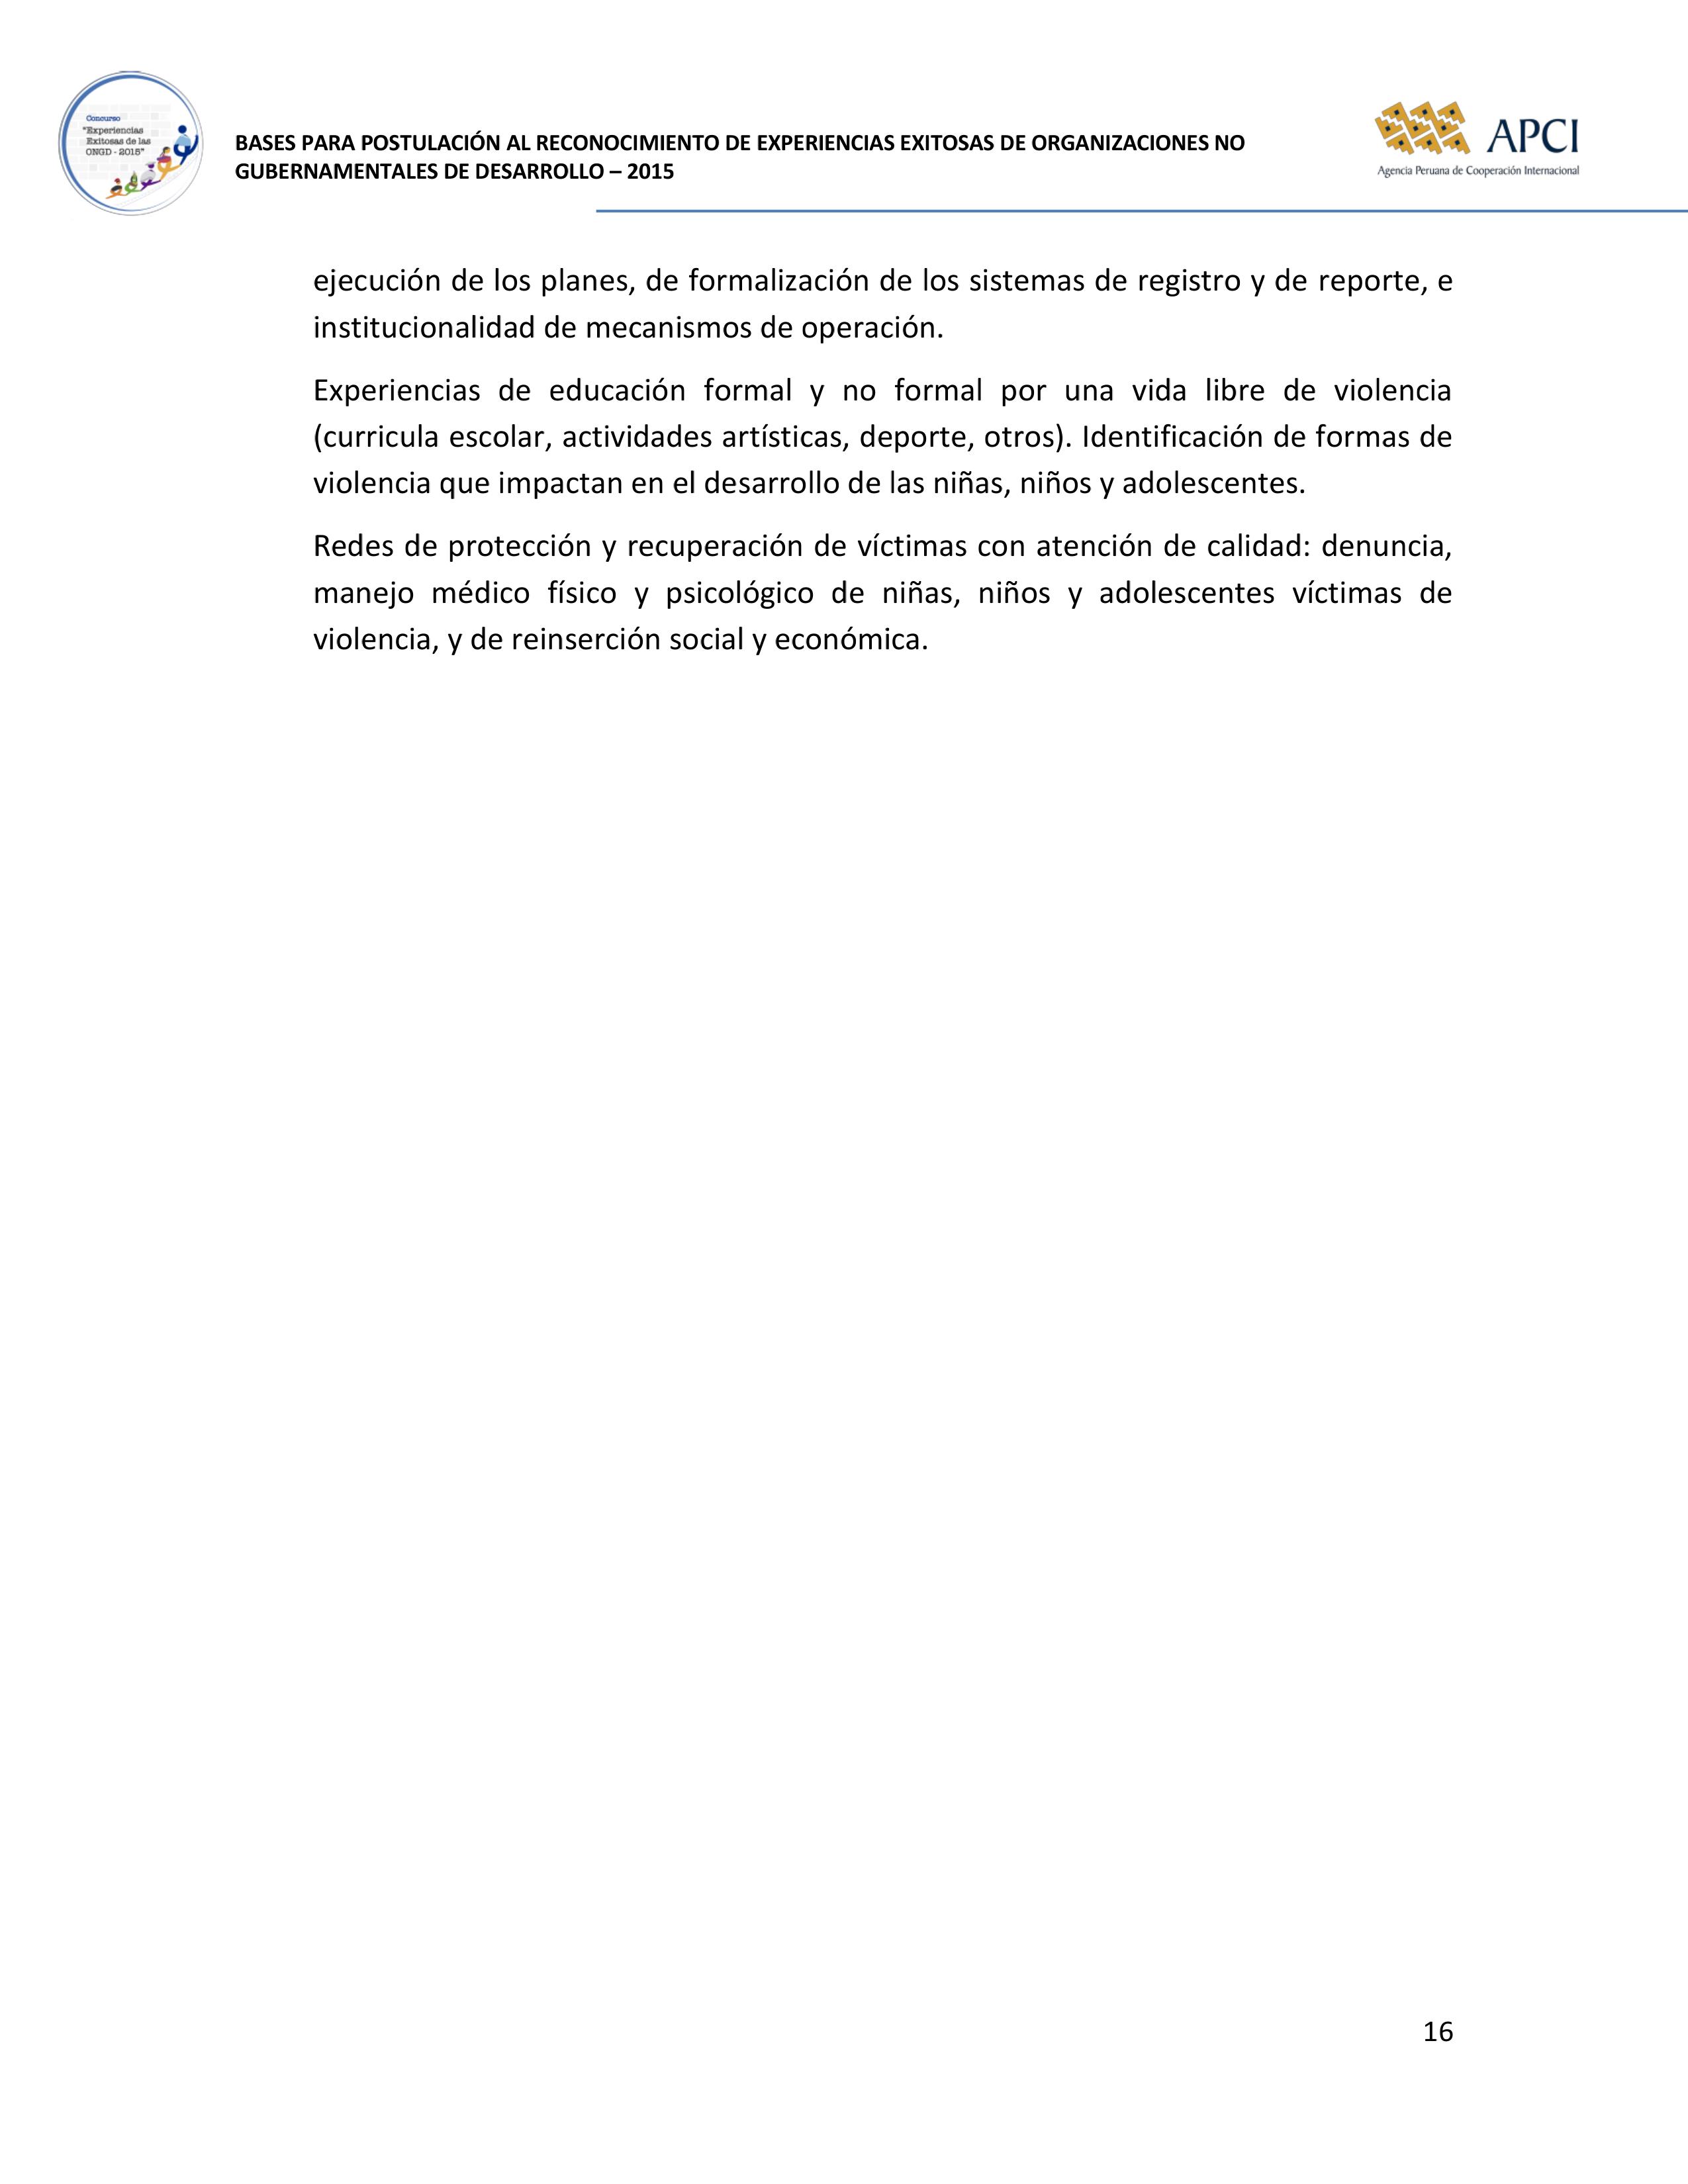 Concurso
"Experiencias
Exitosas de las
ONGD - 2015"
BASES PARA POSTULACIÓN AL RECONOCIMIENTO DE EXPERIENCIAS EXITOSAS DE ORGANIZACIONES NO
GUBERNAMENTALES DE DESARROLLO – 2015
APCI
Agencia Peruana de Cooperación Internacional
ejecución de los planes, de formalización de los sistemas de registro y de reporte, e
institucionalidad de mecanismos de operación.
Experiencias de educación formal y no formal por una vida libre de violencia
(curricula escolar, actividades artísticas, deporte, otros). Identificación de formas de
violencia que impactan en el desarrollo de las niñas, niños y adolescentes.
Redes de protección y recuperación de víctimas con atención de calidad: denuncia,
manejo médico físico y psicológico de niñas, niños y adolescentes víctimas de
violencia, y de reinserción social y económica.
16